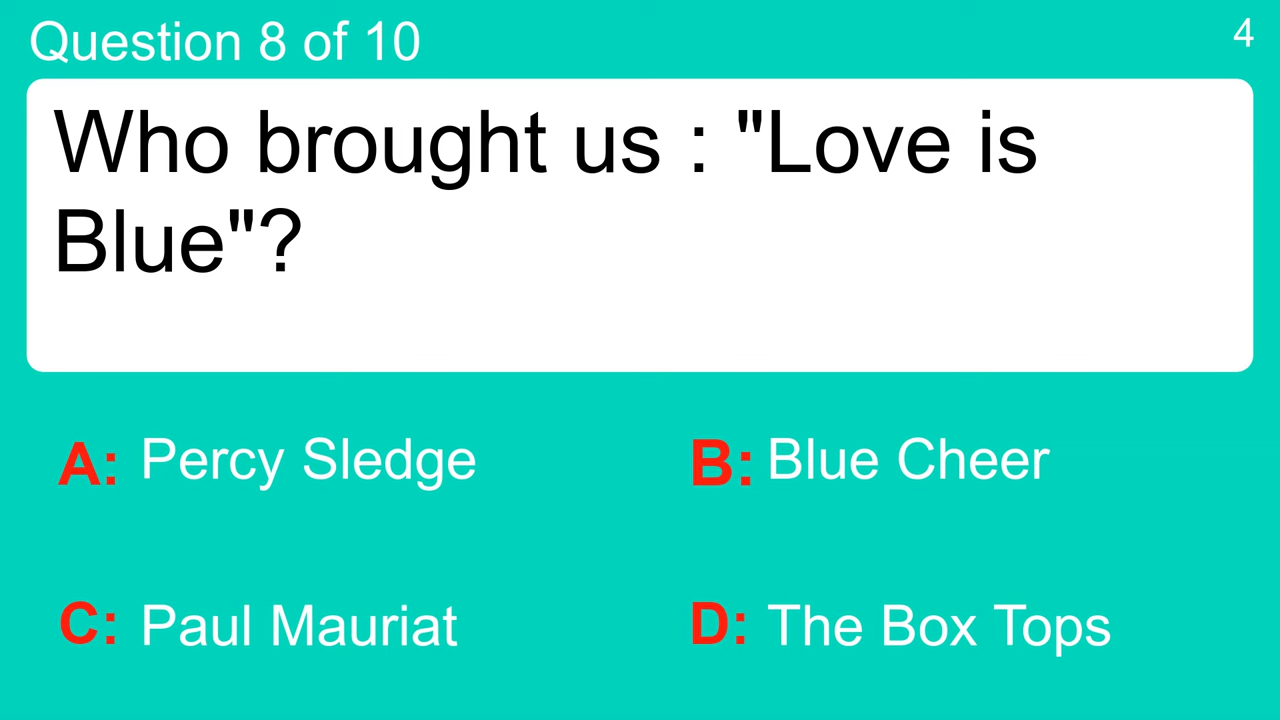 Question 8 of 10
4
Who brought us : "Love is
Blue"?
A: Percy Sledge
B: Blue Cheer
C: Paul Mauriat
D: The Box Tops